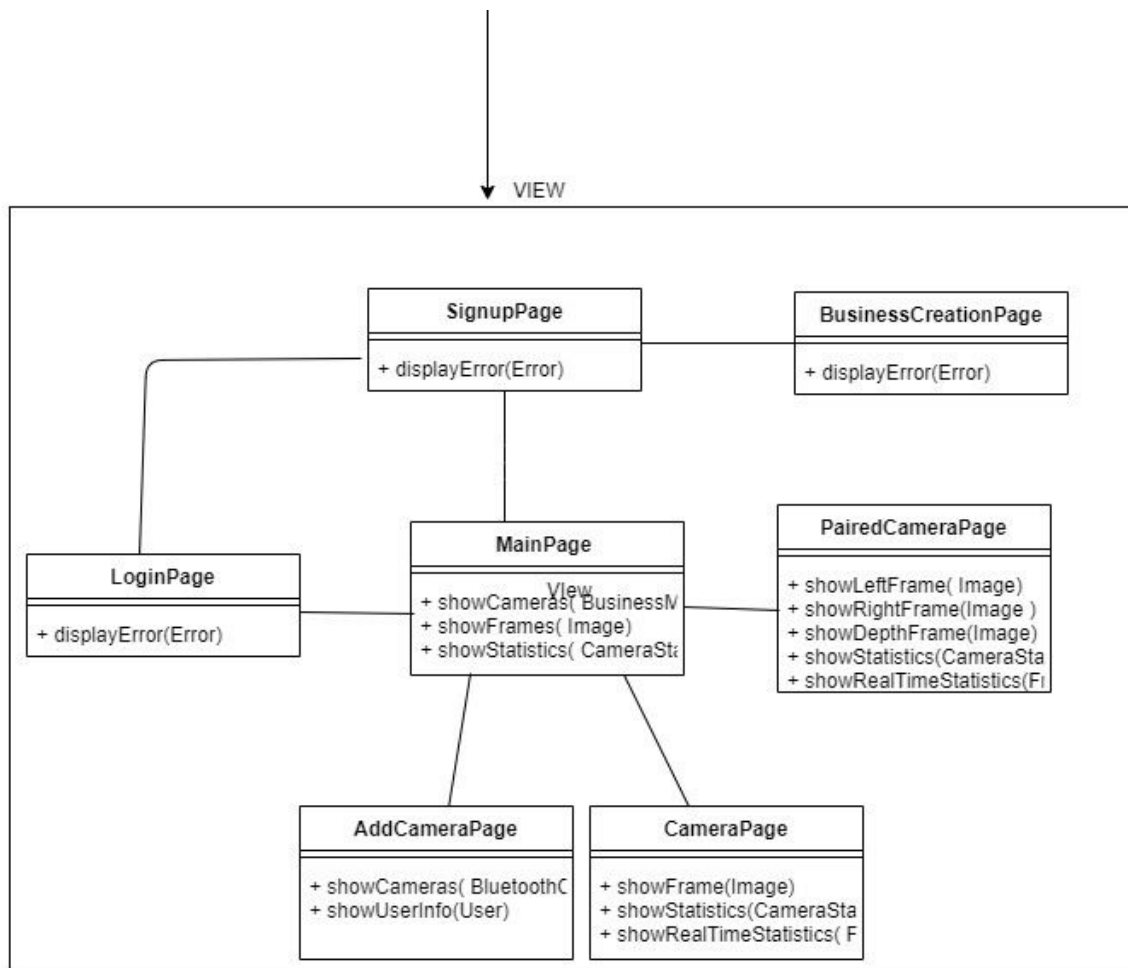 VIEW
SignupPage
+ displayError(Error)
BusinessCreationPage
+ displayError(Error)
MainPage
VIew
+ showCameras( BusinessM
+ showFrames( Image)
+ showStatistics( CameraSta
PairedCameraPage
+ showLeftFrame( Image)
+ showRightFrame(Image )
+ showDepthFrame(Image)
+ showStatistics(CameraSta
+ showRealTimeStatistics(Fr
LoginPage
+ displayError(Error)
AddCameraPage
+ showCameras( BluetoothC
+ showUserInfo(User)
CameraPage
+ showFrame(Image)
+ showStatistics(CameraSta
+ showRealTimeStatistics( F